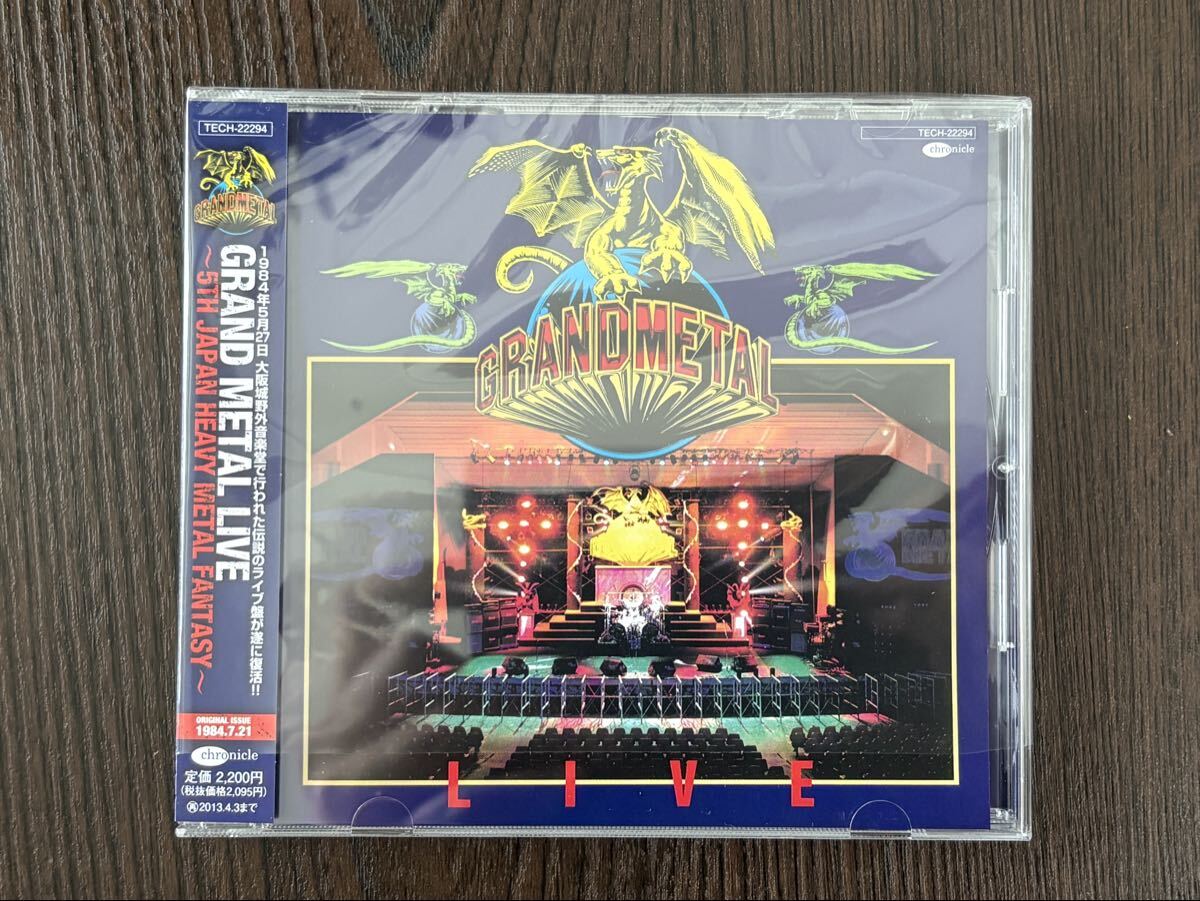 TECH-22294
GRANDMETAL
1984年5月27日 大阪城野外音楽堂で行われた伝説のライブ盤が遂に復活!!
GRAND METAL LIVE
～5TH JAPAN HEAVY METAL FANTASY～
ORIGINAL ISSUE
1984.7.21
chronicle
定価 2,200円
(税抜価格2,095円)
Ⓡ2013.4.3まで
TECH-22294
chronicle
GRANDMETAL
LIVE